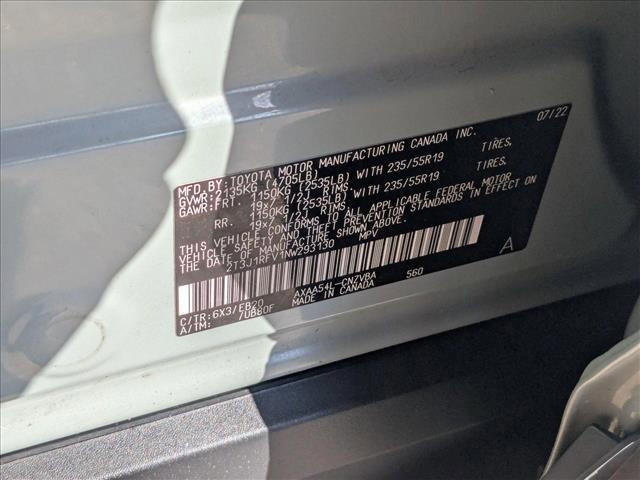 MFD. BY: TOYOTA MOTOR MANUFACTURING CANADA INC. 07/22
GVWR: 2135KG (4705LB)
GAWR: FRT. 1150KG (2535LB) WITH 235/55R19 TIRES,
19x7 1/2J RIMS,
RR. 1150KG (2535LB) WITH 235/55R19 TIRES,
19x7 1/2J RIMS,
THIS VEHICLE CONFORMS TO ALL APPLICABLE FEDERAL MOTOR
VEHICLE SAFETY AND THEFT PREVENTION STANDARDS IN EFFECT ON
THE DATE OF MANUFACTURE SHOWN ABOVE.
2T3J1RFV1NW293130 MPV A
C/TR: 6X3/EB20 AXAA54L-CNZVBA 560
A/TM: /UB80F MADE IN CANADA